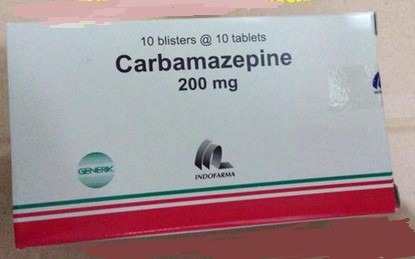 10 blisters @ 10 tablets
Carbamazepine
200 mg
GENERIK
INDOFARMA